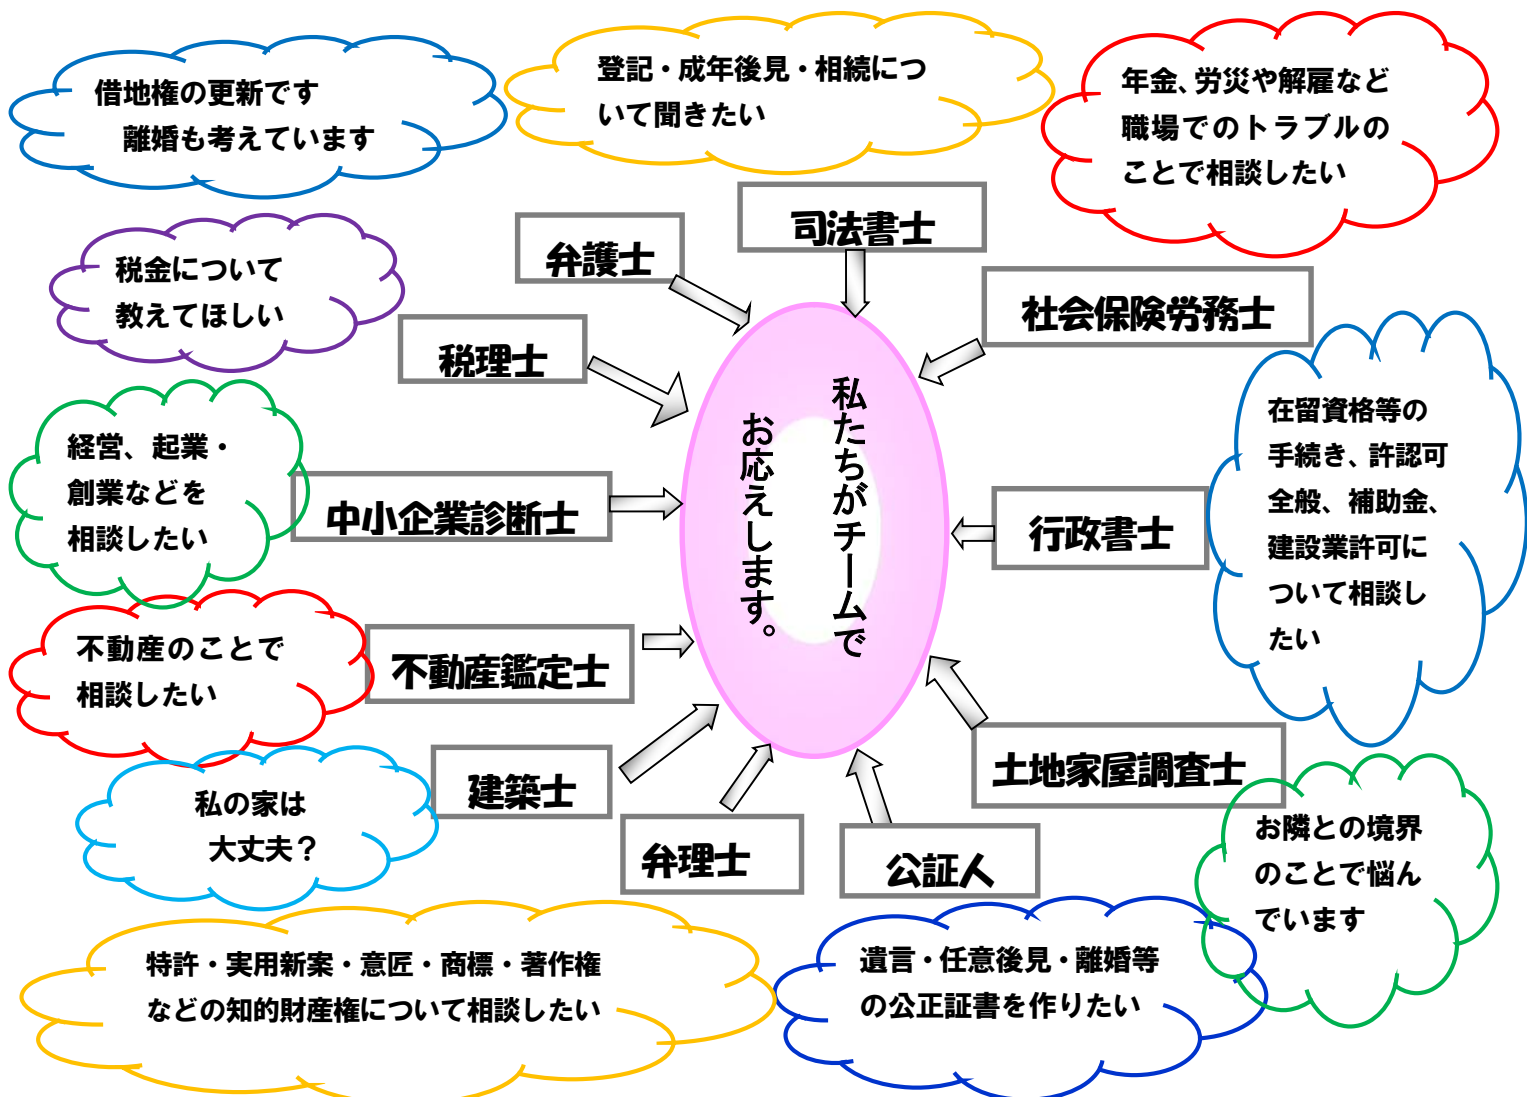 借地権の更新です
離婚も考えています
登記・成年後見・相続につ
いて聞きたい
年金、労災や解雇など
職場でのトラブルの
ことで相談したい
司法書士
弁護士
税金について
教えてほしい
社会保険労務士
税理士
私たちがチームで
お応えします。
経営、起業・
創業などを
相談したい
中小企業診断士
行政書士
在留資格等の
手続き、許認可
全般、補助金、
建設業許可に
ついて相談し
たい
不動産のことで
相談したい
不動産鑑定士
土地家屋調査士
建築士
私の家は
大丈夫？
弁理士
公証人
お隣との境界
のことで悩ん
でいます
特許・実用新案・意匠・商標・著作権
などの知的財産権について相談したい
遺言・任意後見・離婚等
の公正証書を作りたい